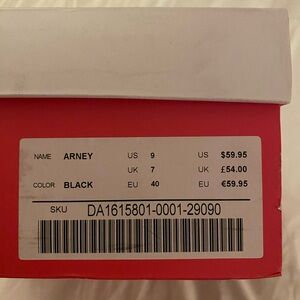 NAME ARNEY US 9 US $59.95
UK 7 UK £54.00
COLOR BLACK EU 40 EU €59.95
SKU DA1615801-0001-29090